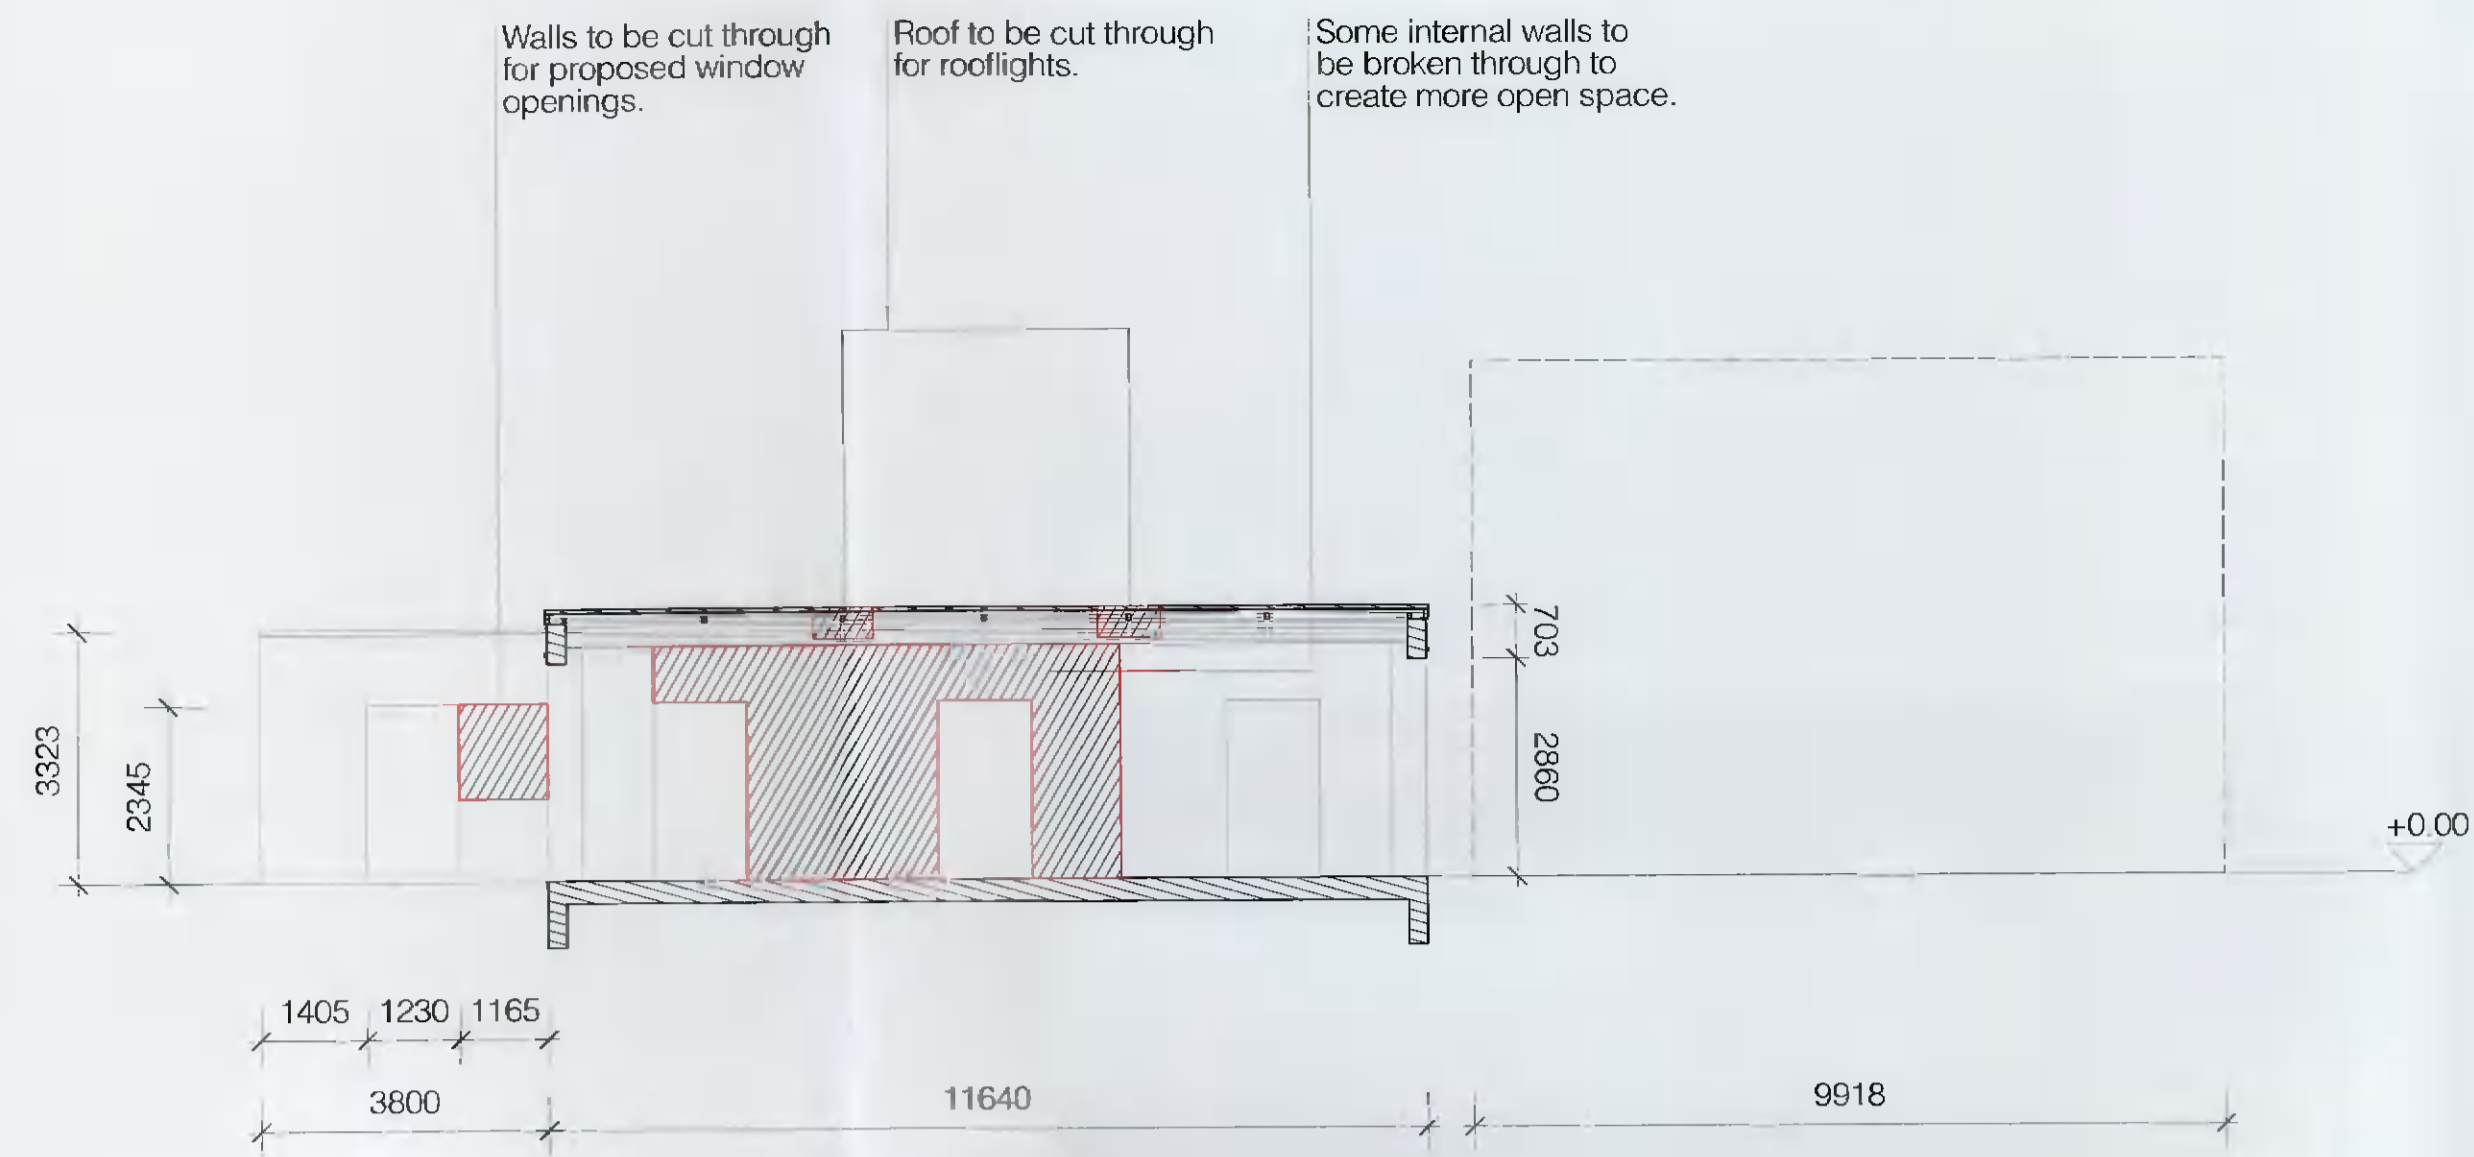 Walls to be cut through
for proposed window
openings.
Roof to be cut through
for rooflights.
Some internal walls to
be broken through to
create more open space.
703
2860
3323
2345
+0.00
1405 1230 1165
3800
11640
9918